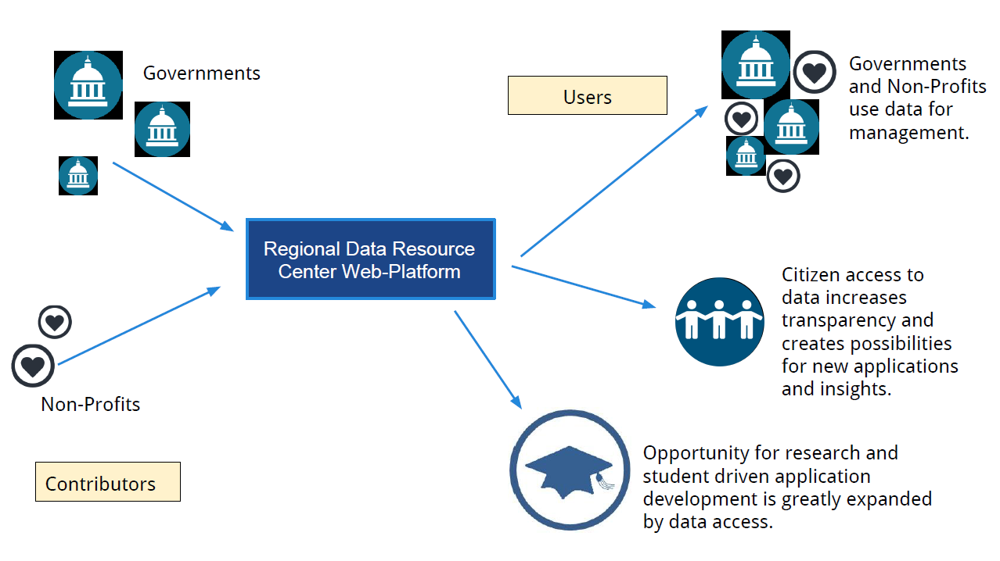 Governments
Non-Profits
Contributors
Regional Data Resource
Center Web-Platform
Users
Governments
and Non-Profits
use data for
management.
Citizen access to
data increases
transparency and
creates possibilities
for new applications
and insights.
Opportunity for research and
student driven application
development is greatly expanded
by data access.